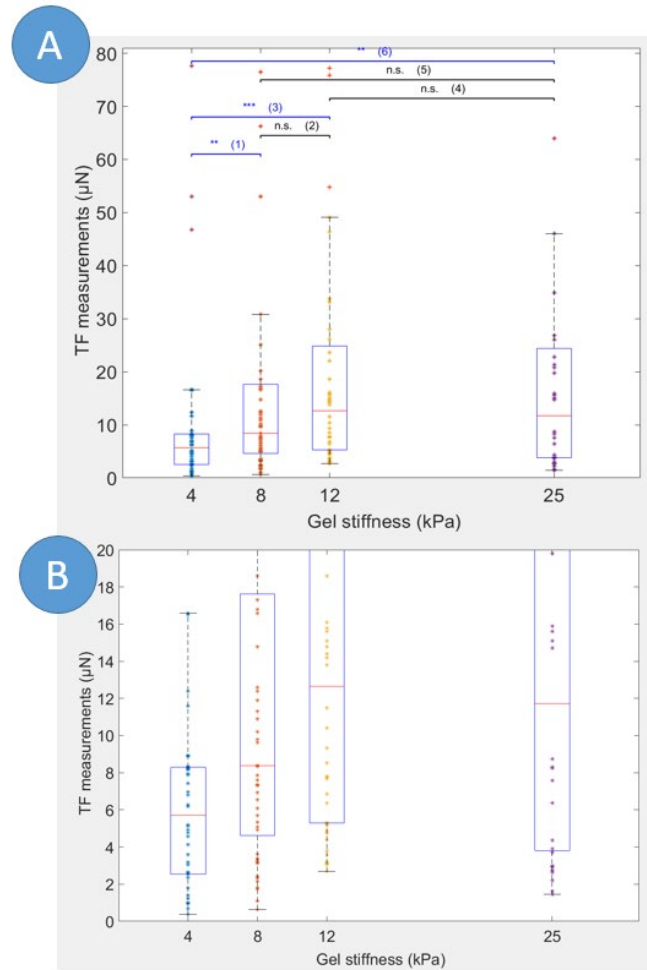 A
** (6)
n.s. (5)
n.s. (4)
*** (3)
n.s. (2)
** (1)
80
70
60
50
40
30
20
10
0
TF measurements (µN)
4 8 12 25
Gel stiffness (kPa)
B
20
18
16
14
12
10
8
6
4
2
0
TF measurements (µN)
4 8 12 25
Gel stiffness (kPa)